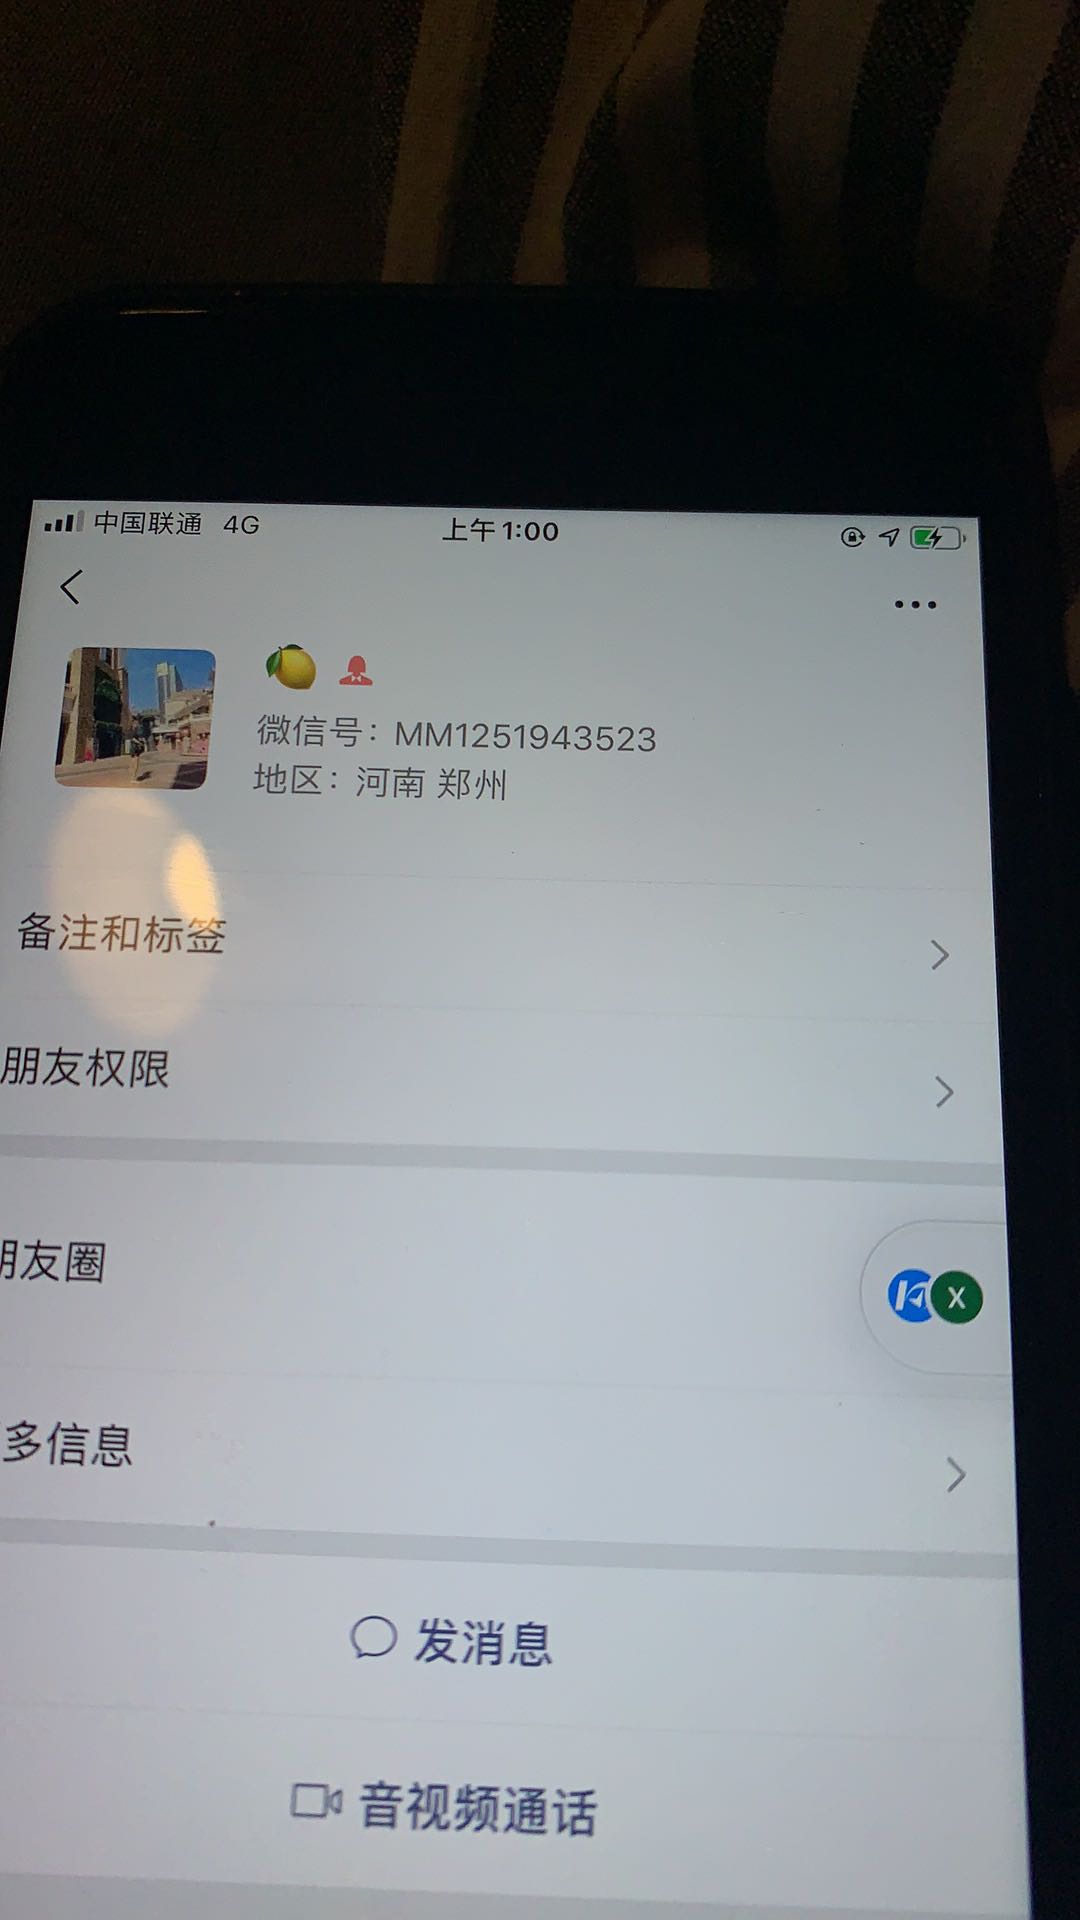 中国联通 4G 上午1:00
🍋
微信号：MM1251943523
地区：河南 郑州
备注和标签
朋友权限
朋友圈
多信息
X
发消息
音视频通话